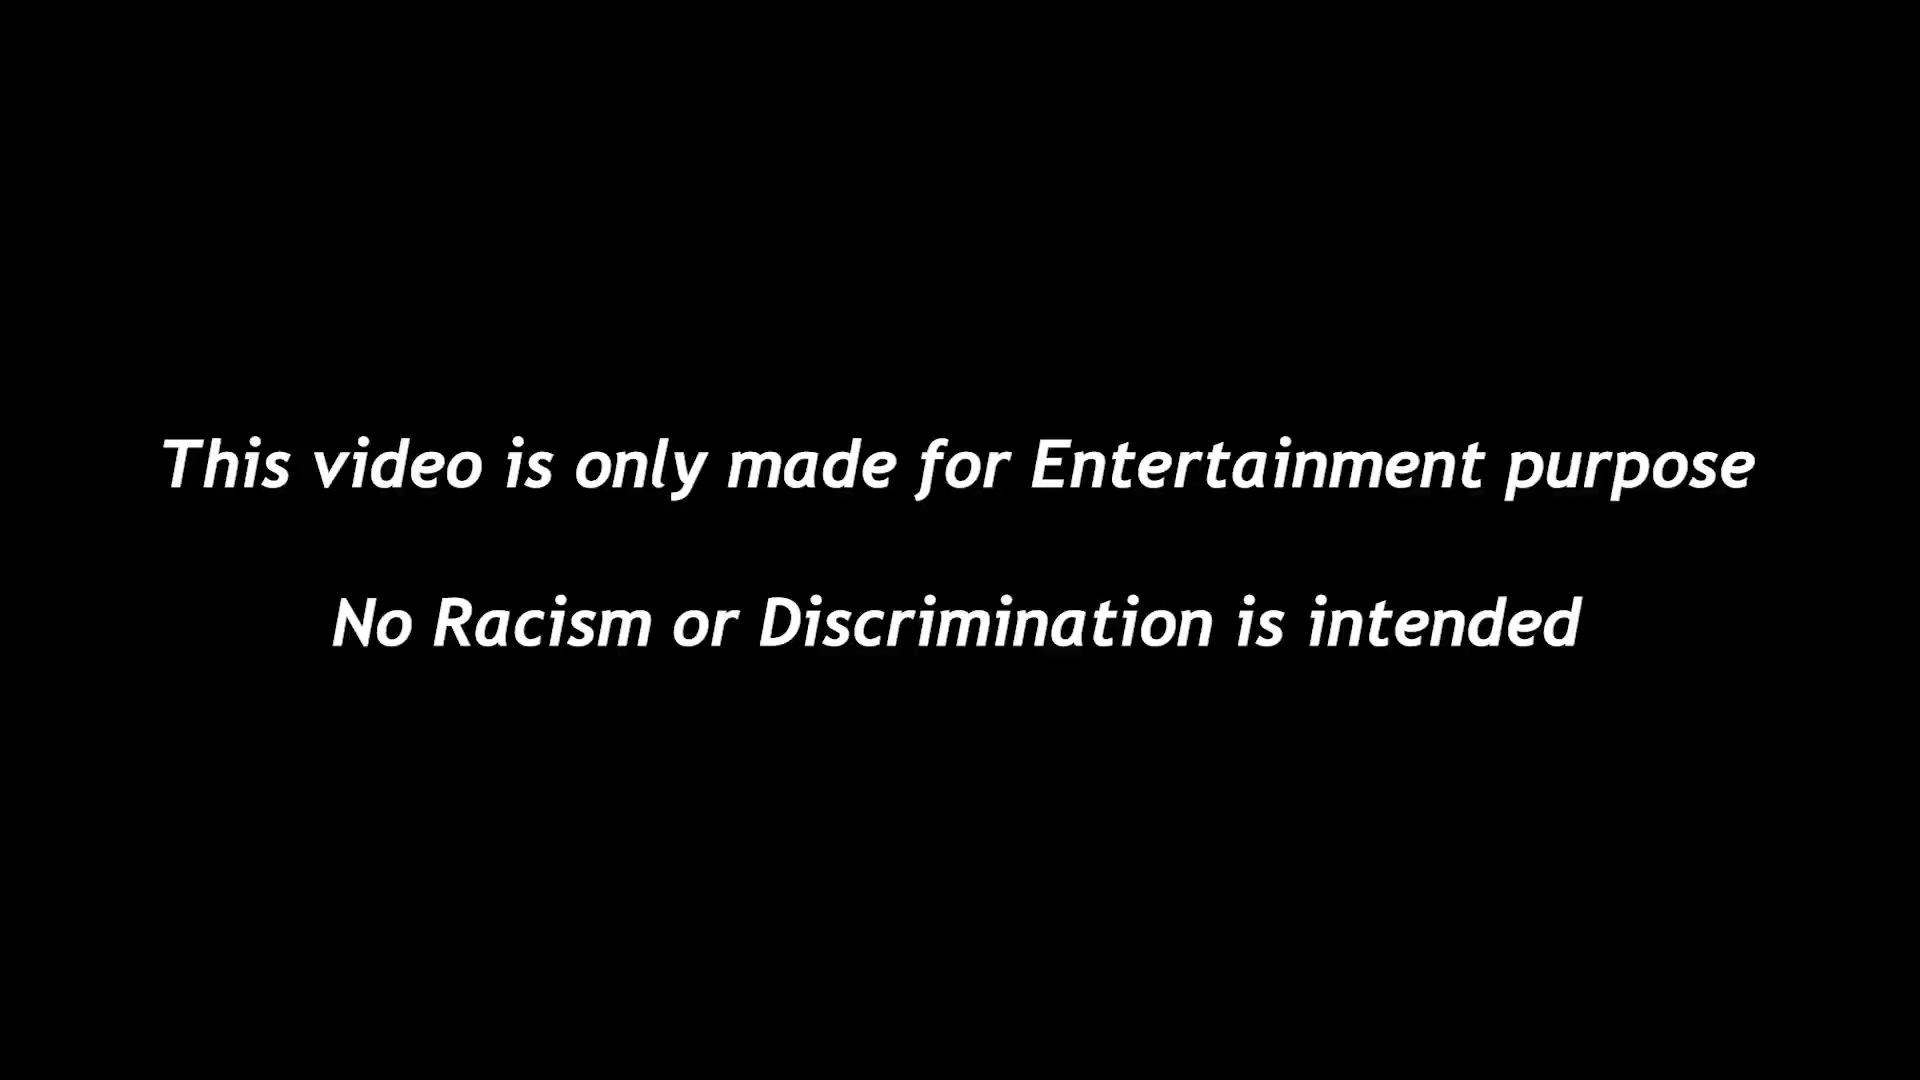 This video is only made for Entertainment purpose
No Racism or Discrimination is intended